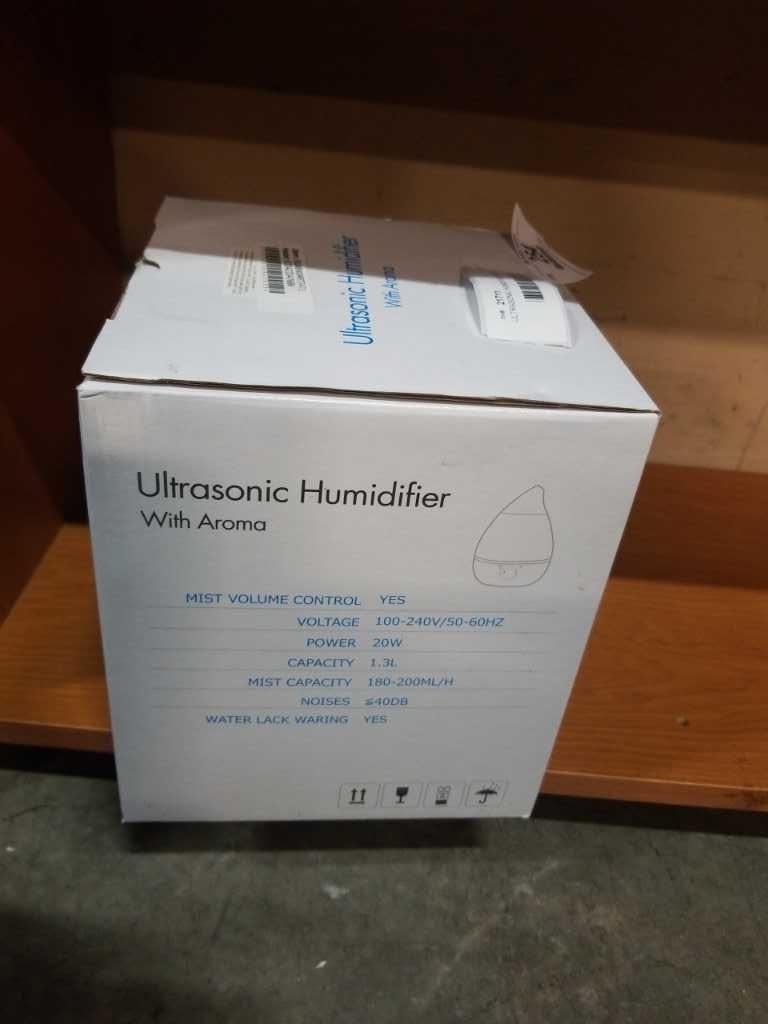 Ultrasonic Humidifier
With Aroma
21711
Ultrasonic Humidifier
With Aroma
MIST VOLUME CONTROL YES
VOLTAGE 100-240V/50-60HZ
POWER 20W
CAPACITY 1.3L
MIST CAPACITY 180-200ML/H
NOISES ≦40DB
WATER LACK WARING YES